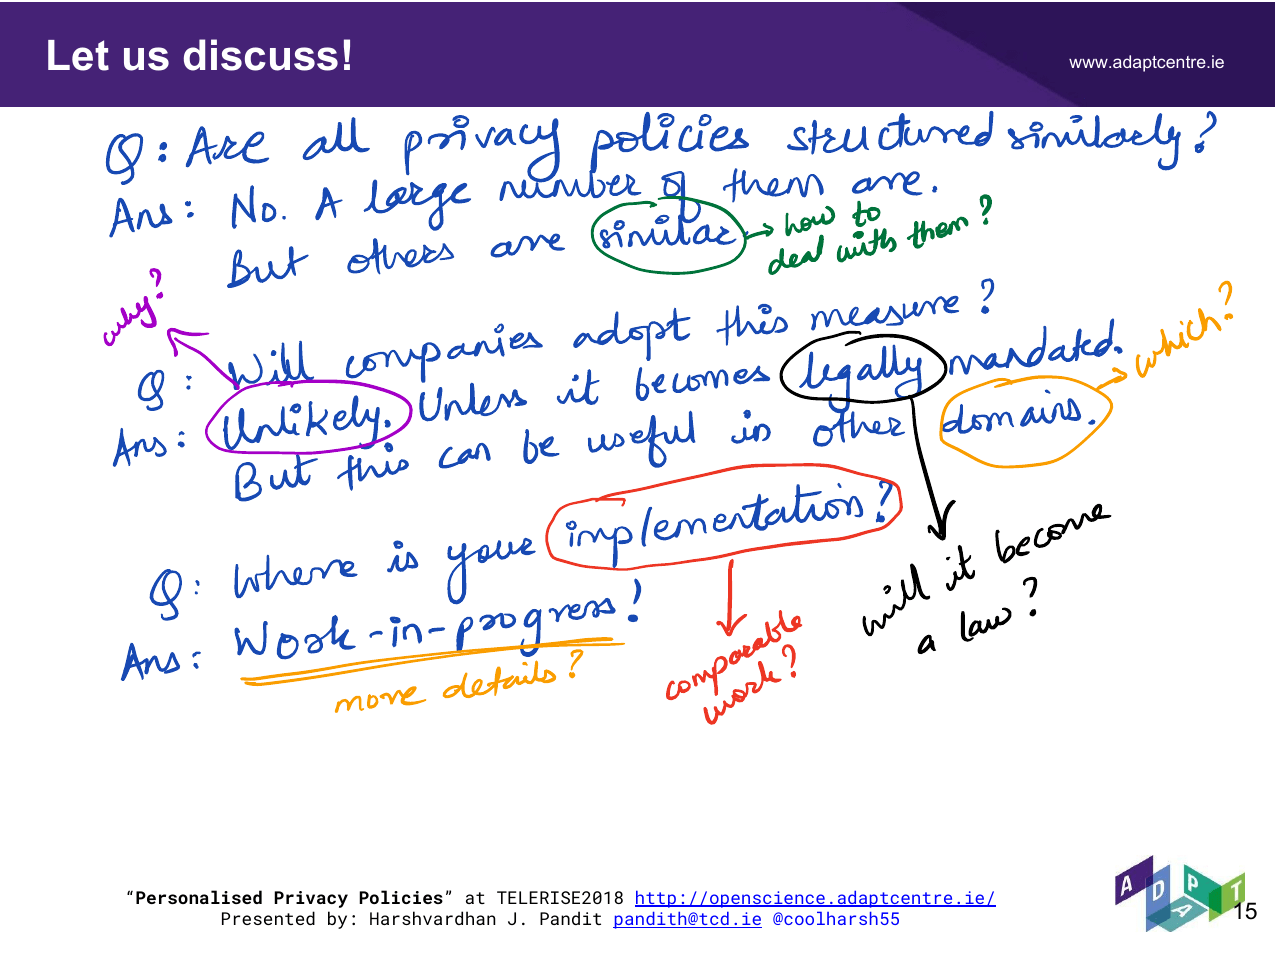 Let us discuss!
www.adaptcentre.ie
Q: Are all privacy policies structured similarly?
Ans: No. A large number of them are.
But others are similar.
how to
deal with them?
why?
Q: Will companies adopt this measure?
Ans: Unlikely. Unless it becomes legally mandated.
which?
But this can be useful in other domains.
Q: Where is your implementation?
will it become
a law?
Ans: Work-in-progress!
more details?
comparable
work?
“Personalised Privacy Policies” at TELERISE2018 http://openscience.adaptcentre.ie/
Presented by: Harshvardhan J. Pandit pandith@tcd.ie @coolharsh55
ADAPT
15